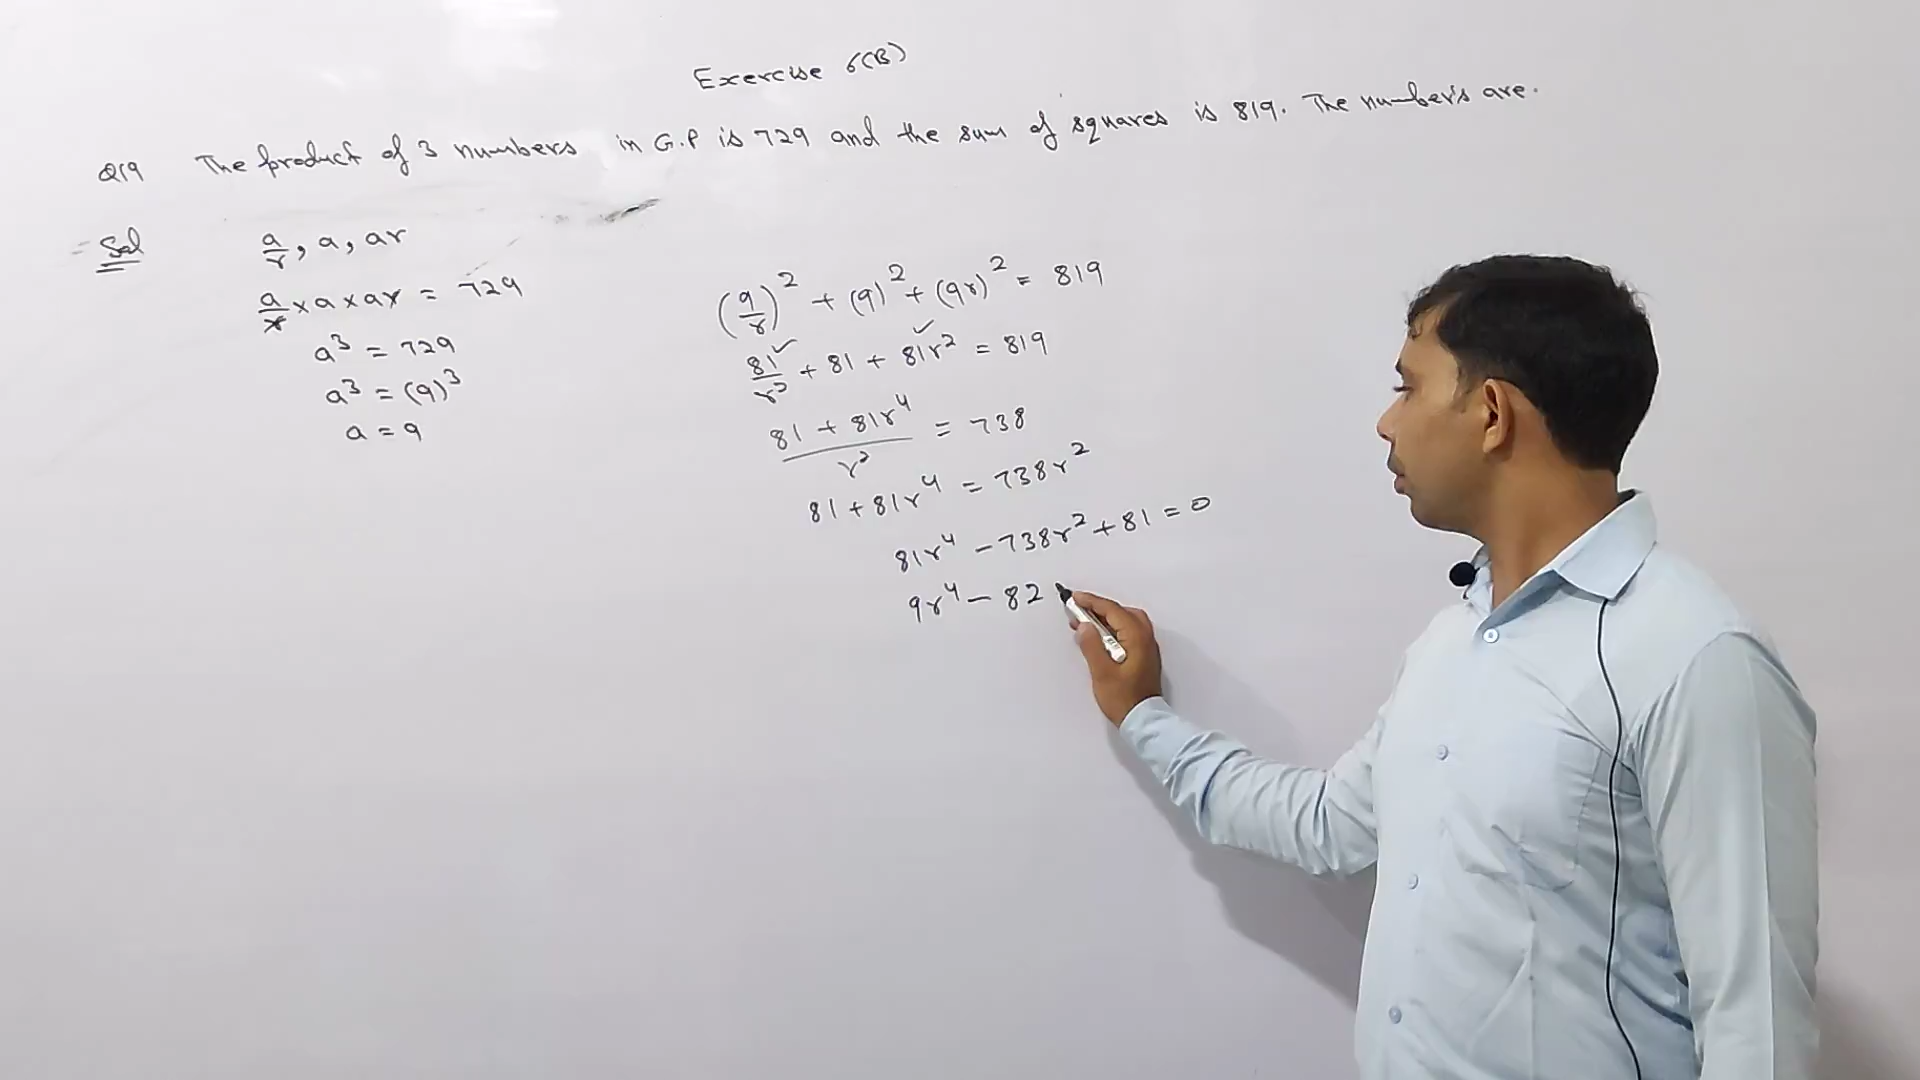 Exercise 6(B)
Q19 The product of 3 numbers in G.P is 729 and the sum of squares is 819. The numbers are.
Sol
a/r, a, ar
a/r × a × ar = 729
a³ = 729
a³ = (9)³
a = 9
(9/r)² + (9)² + (9r)² = 819
81/r² + 81 + 81r² = 819
(81 + 81r⁴)/r² = 738
81 + 81r⁴ = 738r²
81r⁴ - 738r² + 81 = 0
9r⁴ - 82